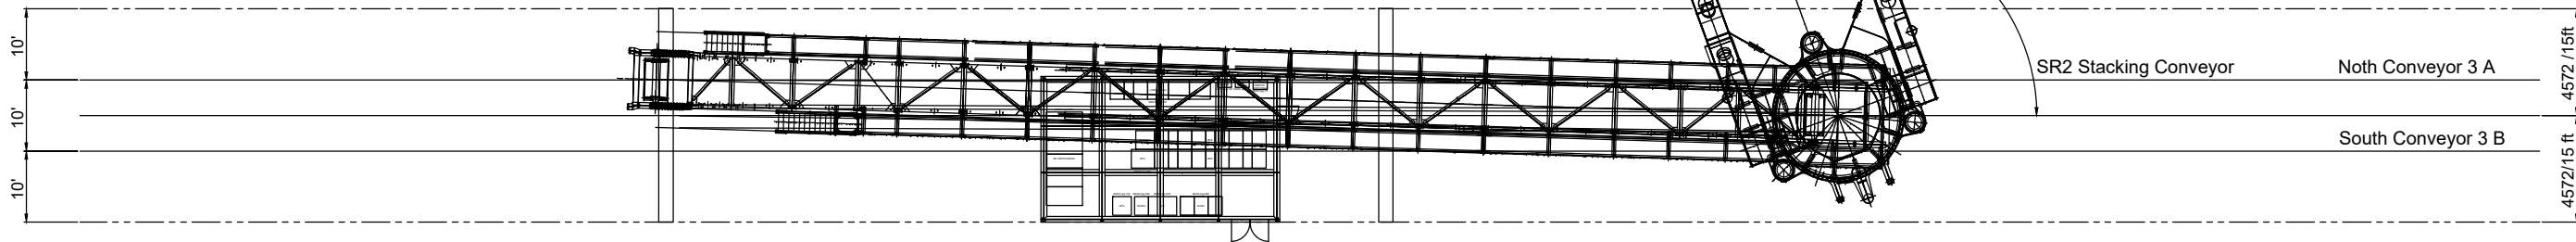 10'
10'
10'
SR2 Stacking Conveyor
Noth Conveyor 3 A
South Conveyor 3 B
4572 /15ft
4572/15 ft